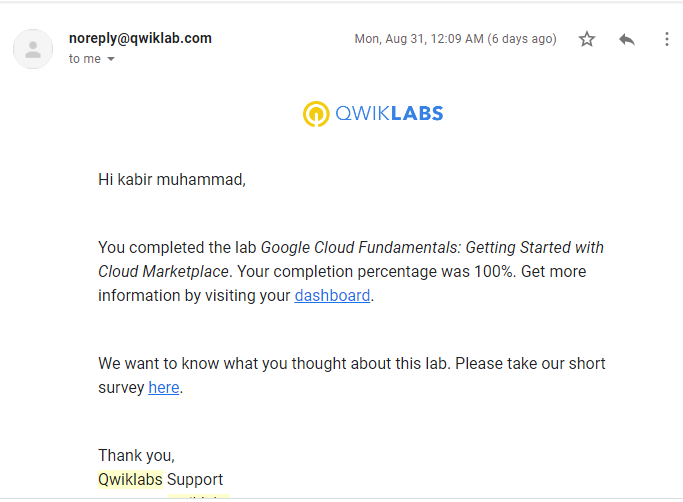 noreply@qwiklab.com
Mon, Aug 31, 12:09 AM (6 days ago)
to me
QWIKLABS
Hi kabir muhammad,
You completed the lab Google Cloud Fundamentals: Getting Started with
Cloud Marketplace. Your completion percentage was 100%. Get more
information by visiting your dashboard.
We want to know what you thought about this lab. Please take our short
survey here.
Thank you,
Qwiklabs Support